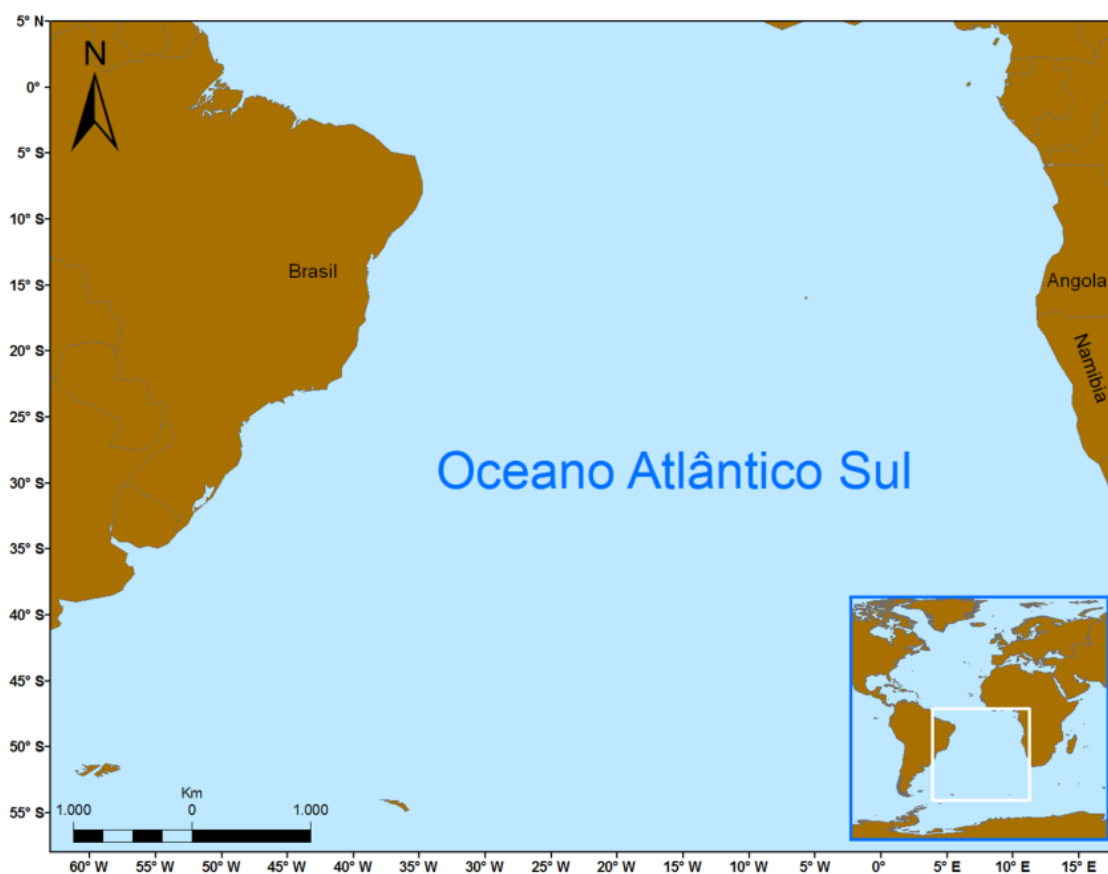 5° N
0°
5° S
10° S
15° S
20° S
25° S
30° S
35° S
40° S
45° S
50° S
55° S
N
Brasil
Angola
Namibia
Oceano Atlântico Sul
Km
1.000 0 1.000
60° W 55° W 50° W 45° W 40° W 35° W 30° W 25° W 20° W 15° W 10° W 5° W 0° 5° E 10° E 15° E